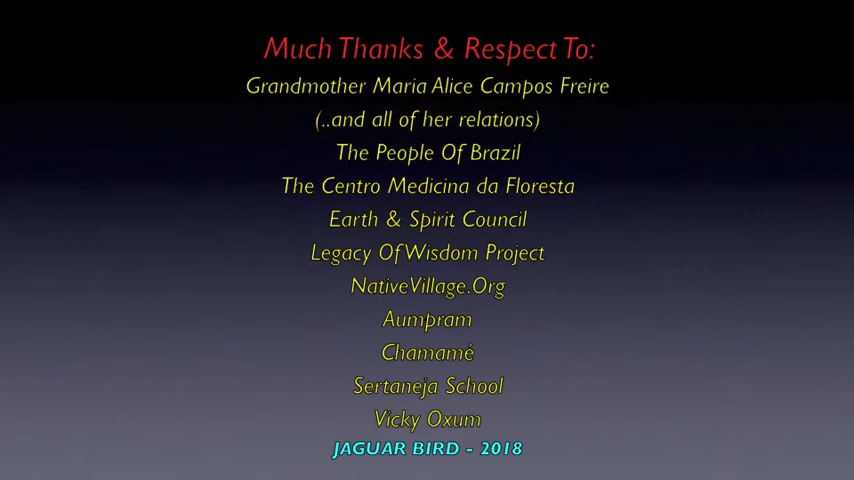 Much Thanks & Respect To:
Grandmother Maria Alice Campos Freire
(..and all of her relations)
The People Of Brazil
The Centro Medicina da Floresta
Earth & Spirit Council
Legacy Of Wisdom Project
NativeVillage.Org
Aumpram
Chamamé
Sertaneja School
Vicky Oxum
JAGUAR BIRD - 2018